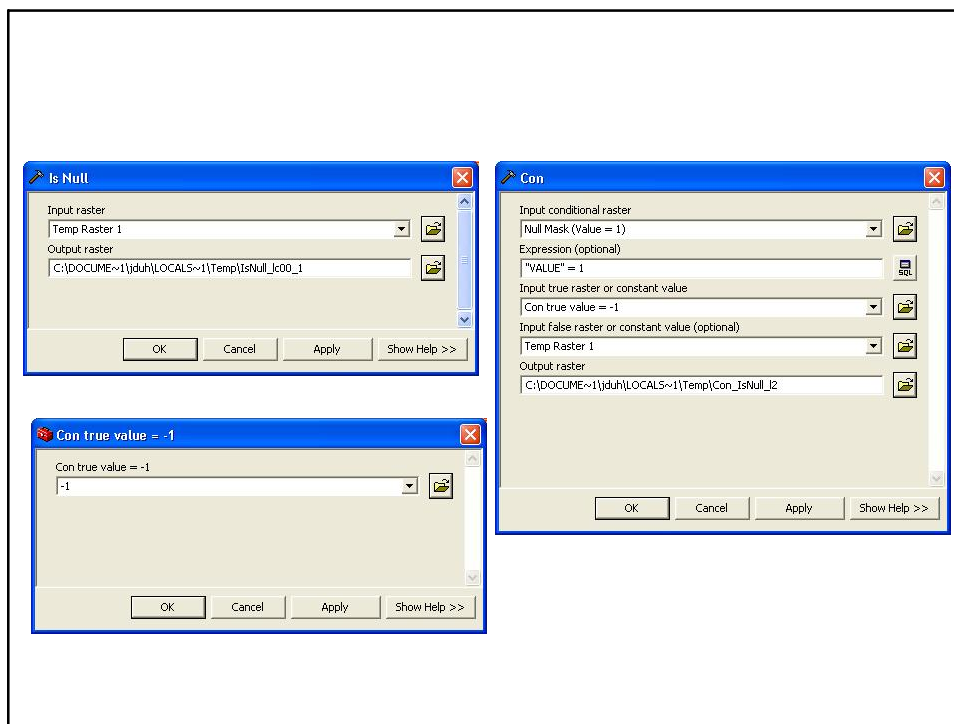 Is Null
Input raster
Temp Raster 1
Output raster
C:\DOCUME~1\jduh\LOCALS~1\Temp\IsNull_lc00_1
OK Cancel Apply Show Help >>
Con true value = -1
Con true value = -1
-1
OK Cancel Apply Show Help >>
Con
Input conditional raster
Null Mask (Value = 1)
Expression (optional)
"VALUE" = 1
SQL
Input true raster or constant value
Con true value = -1
Input false raster or constant value (optional)
Temp Raster 1
Output raster
C:\DOCUME~1\jduh\LOCALS~1\Temp\Con_IsNull_l2
OK Cancel Apply Show Help >>